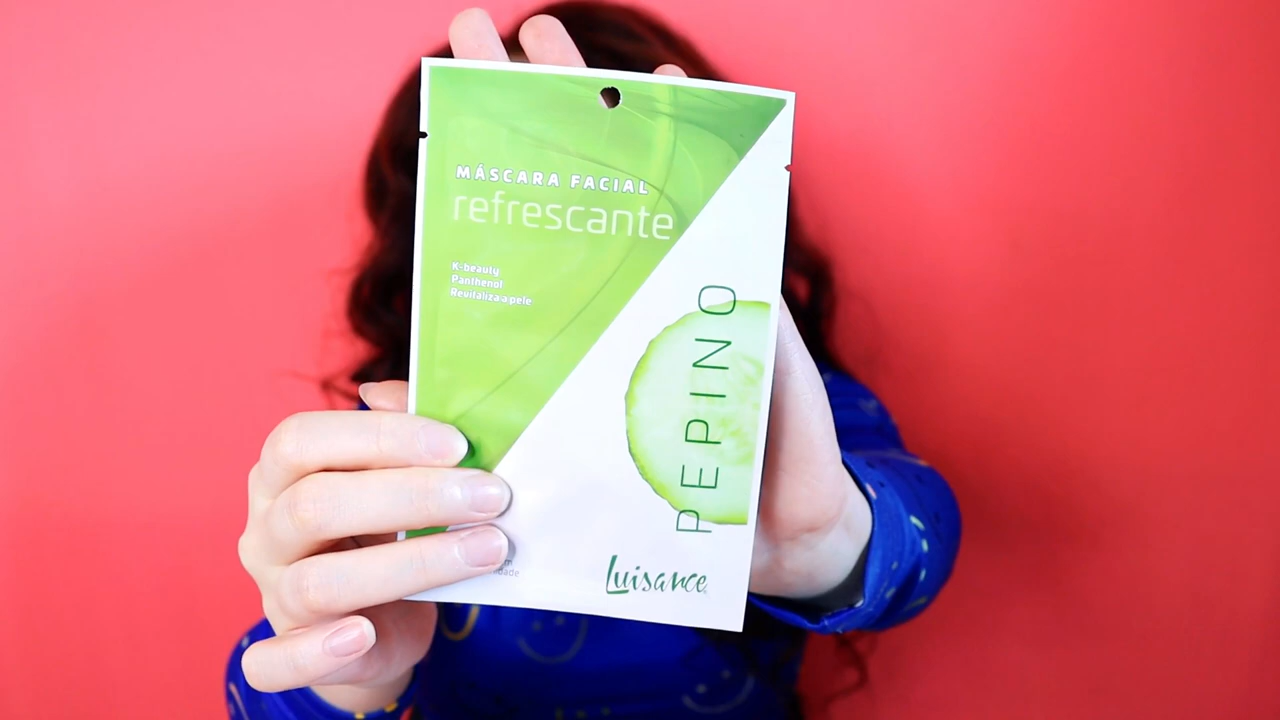 MÁSCARA FACIAL
refrescante
K-beauty
Panthenol
Revitaliza a pele
PEPINO
Luisance